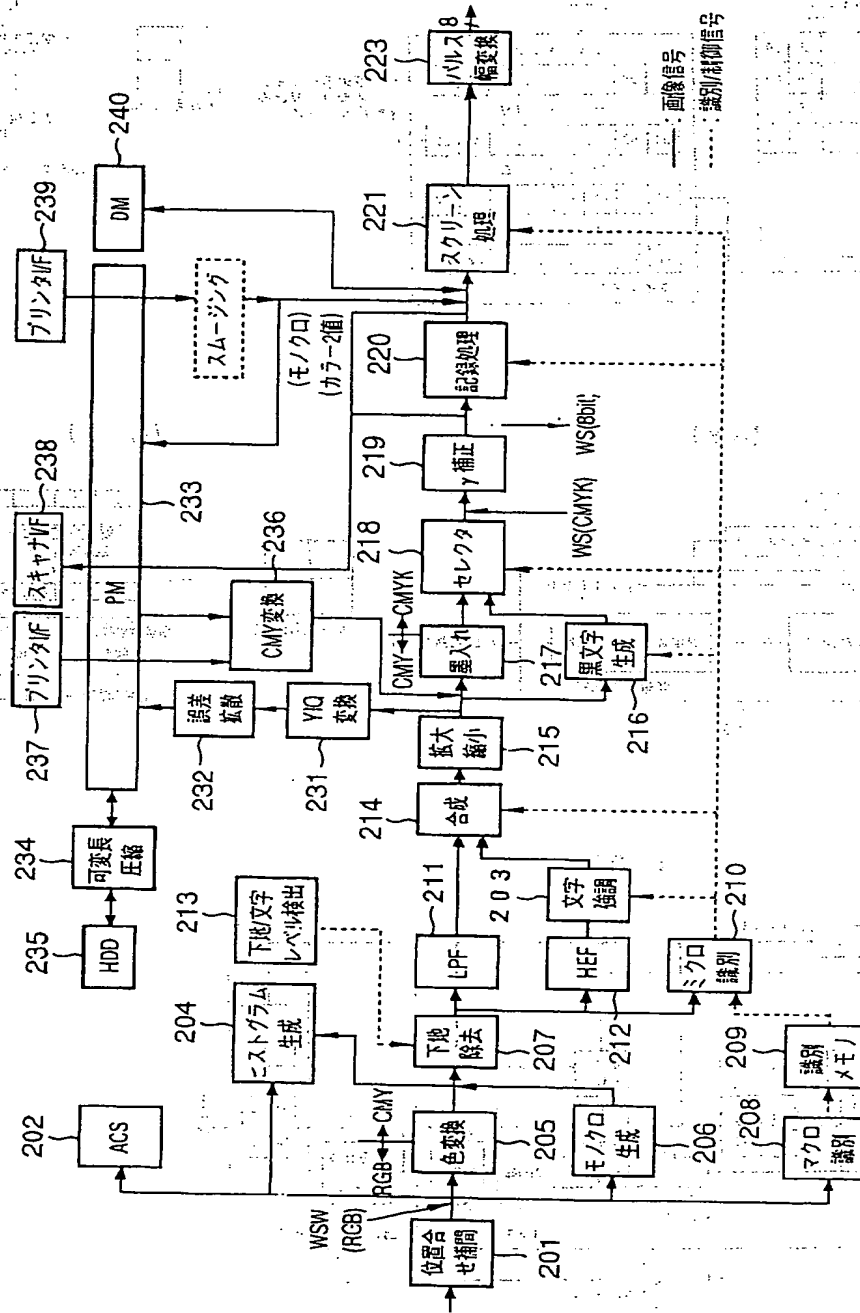 240
DM
239
プリンタI/F
スムージング
(モノクロ)
(カラー2値)
238
スキャナI/F
233
PM
237
プリンタI/F
236
CMY変換
232
誤差
拡散
231
YIQ
変換
234
可変長
圧縮
235
HDD
213
下地/文字
レベル検出
204
ヒストグラム
生成
202
ACS
WSW
(RGB)
RGB
CMY
位置合
せ補間
201
色変換
205
モノクロ
生成
206
下地
除去
207
マクロ
識別
208
識別
メモリ
209
ミクロ
識別
210
LPF
211
HEF
212
文字
強調
203
合成
214
拡大
縮小
215
CMY
CMYK
墨入れ
217
黒文字
生成
216
セレクタ
218
WS(CMYK)
γ補正
219
WS(8bit)
記録処理
220
スクリーン
処理
221
パルス
幅変換
223
8
:画像信号
:識別/制御信号